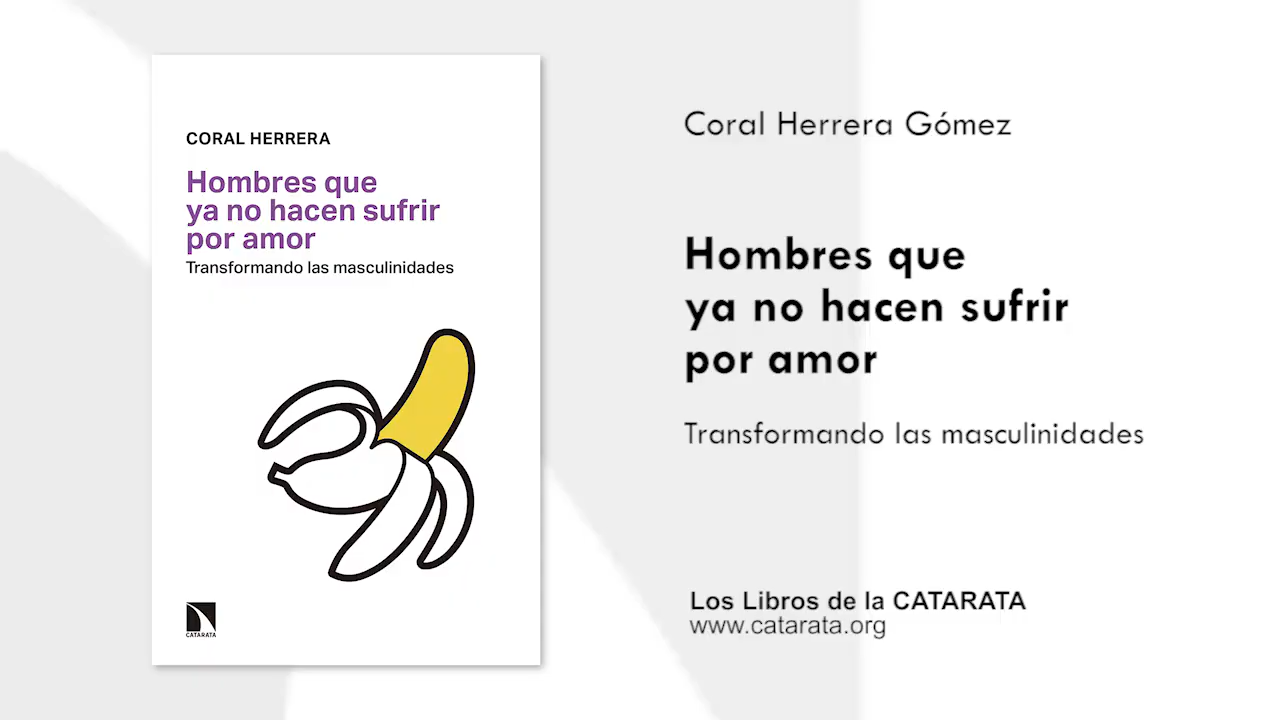 CORAL HERRERA
Hombres que
ya no hacen sufrir
por amor
Transformando las masculinidades
CATARATA
Coral Herrera Gómez
Hombres que
ya no hacen sufrir
por amor
Transformando las masculinidades
Los Libros de la CATARATA
www.catarata.org